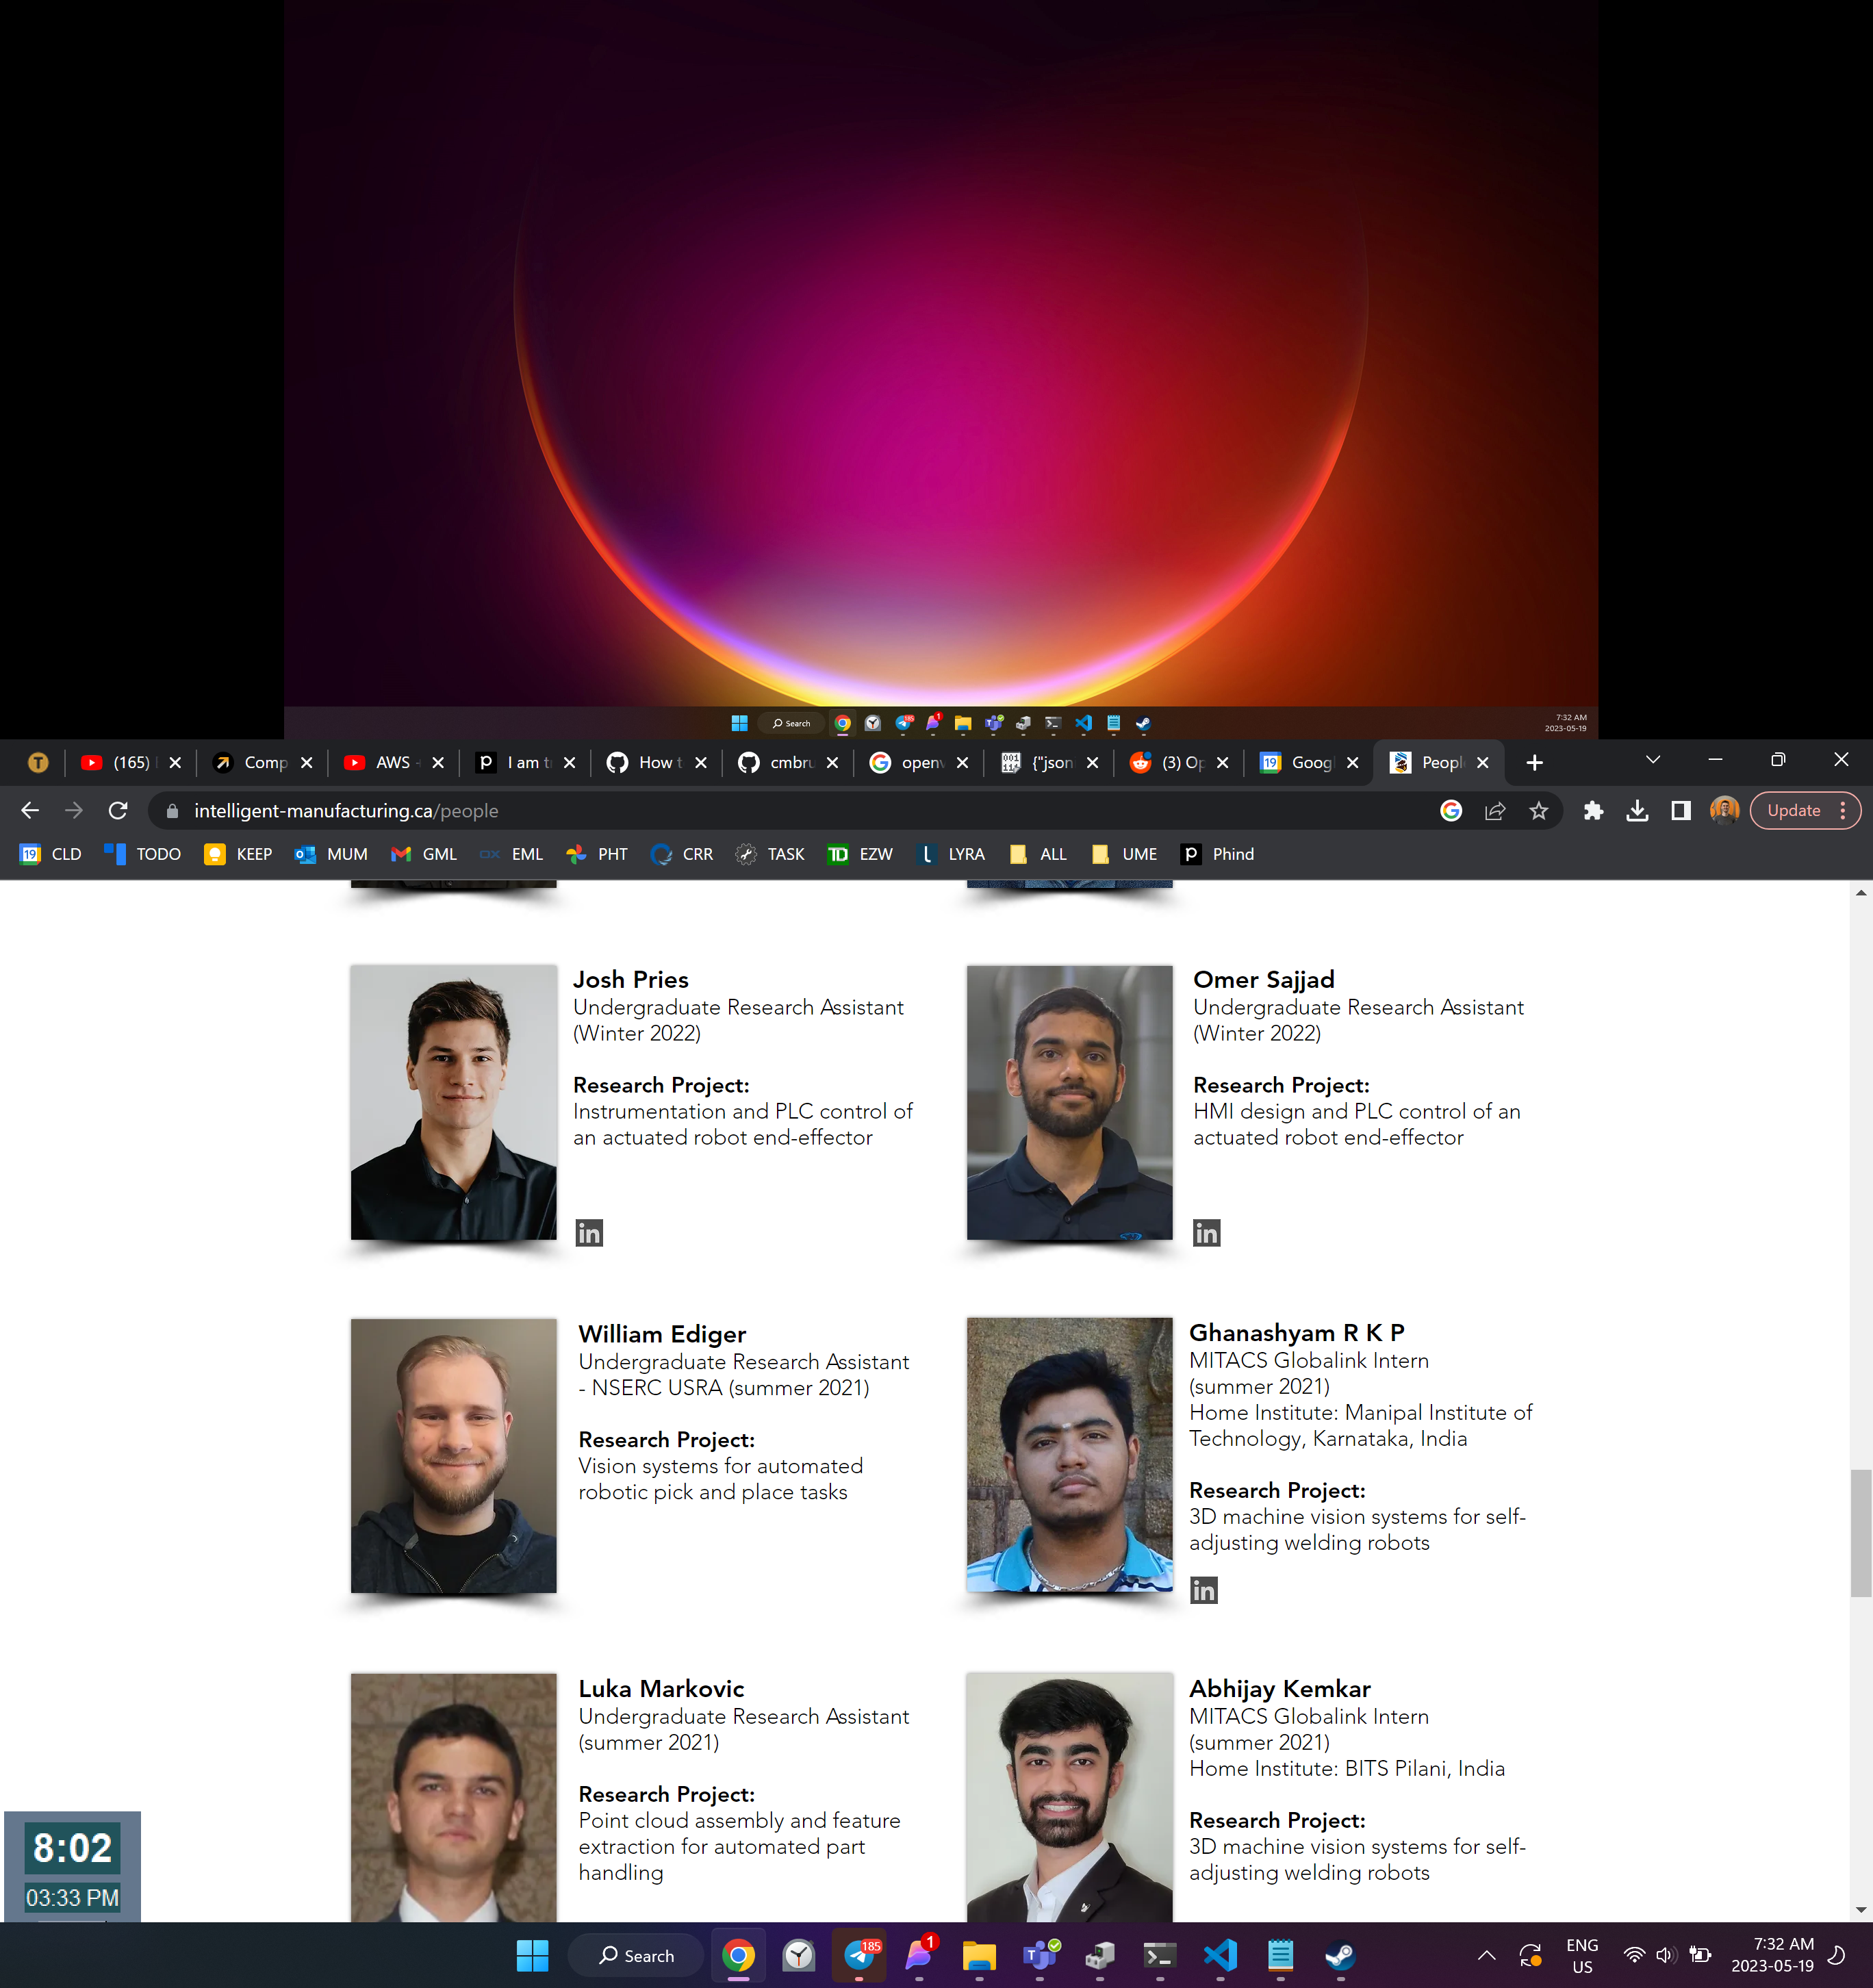 Search
185
1
7:32 AM
2023-05-19
(165)
Comp
AWS
I am t
How t
cmbru
openv
{"json
(3) Op
Goog
Peopl
intelligent-manufacturing.ca/people
Update
CLD
TODO
KEEP
MUM
GML
EML
PHT
CRR
TASK
EZW
LYRA
ALL
UME
Phind
Josh Pries
Undergraduate Research Assistant
(Winter 2022)
Research Project:
Instrumentation and PLC control of
an actuated robot end-effector
in
Omer Sajjad
Undergraduate Research Assistant
(Winter 2022)
Research Project:
HMI design and PLC control of an
actuated robot end-effector
in
William Ediger
Undergraduate Research Assistant
- NSERC USRA (summer 2021)
Research Project:
Vision systems for automated
robotic pick and place tasks
Ghanashyam R K P
MITACS Globalink Intern
(summer 2021)
Home Institute: Manipal Institute of
Technology, Karnataka, India
Research Project:
3D machine vision systems for self-
adjusting welding robots
in
Luka Markovic
Undergraduate Research Assistant
(summer 2021)
Research Project:
Point cloud assembly and feature
extraction for automated part
handling
Abhijay Kemkar
MITACS Globalink Intern
(summer 2021)
Home Institute: BITS Pilani, India
Research Project:
3D machine vision systems for self-
adjusting welding robots
8:02
03:33 PM
Search
185
1
ENG
US
7:32 AM
2023-05-19